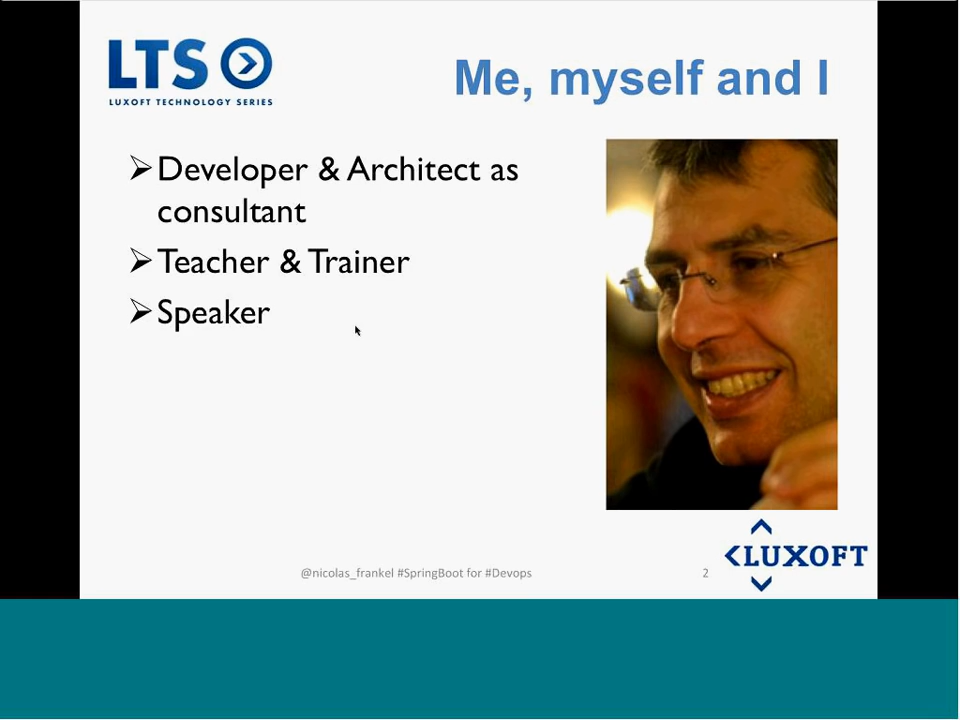 LTS
LUXOFT TECHNOLOGY SERIES
Me, myself and I
Developer & Architect as
consultant
Teacher & Trainer
Speaker
@nicolas_frankel #SpringBoot for #Devops
2
LUXOFT